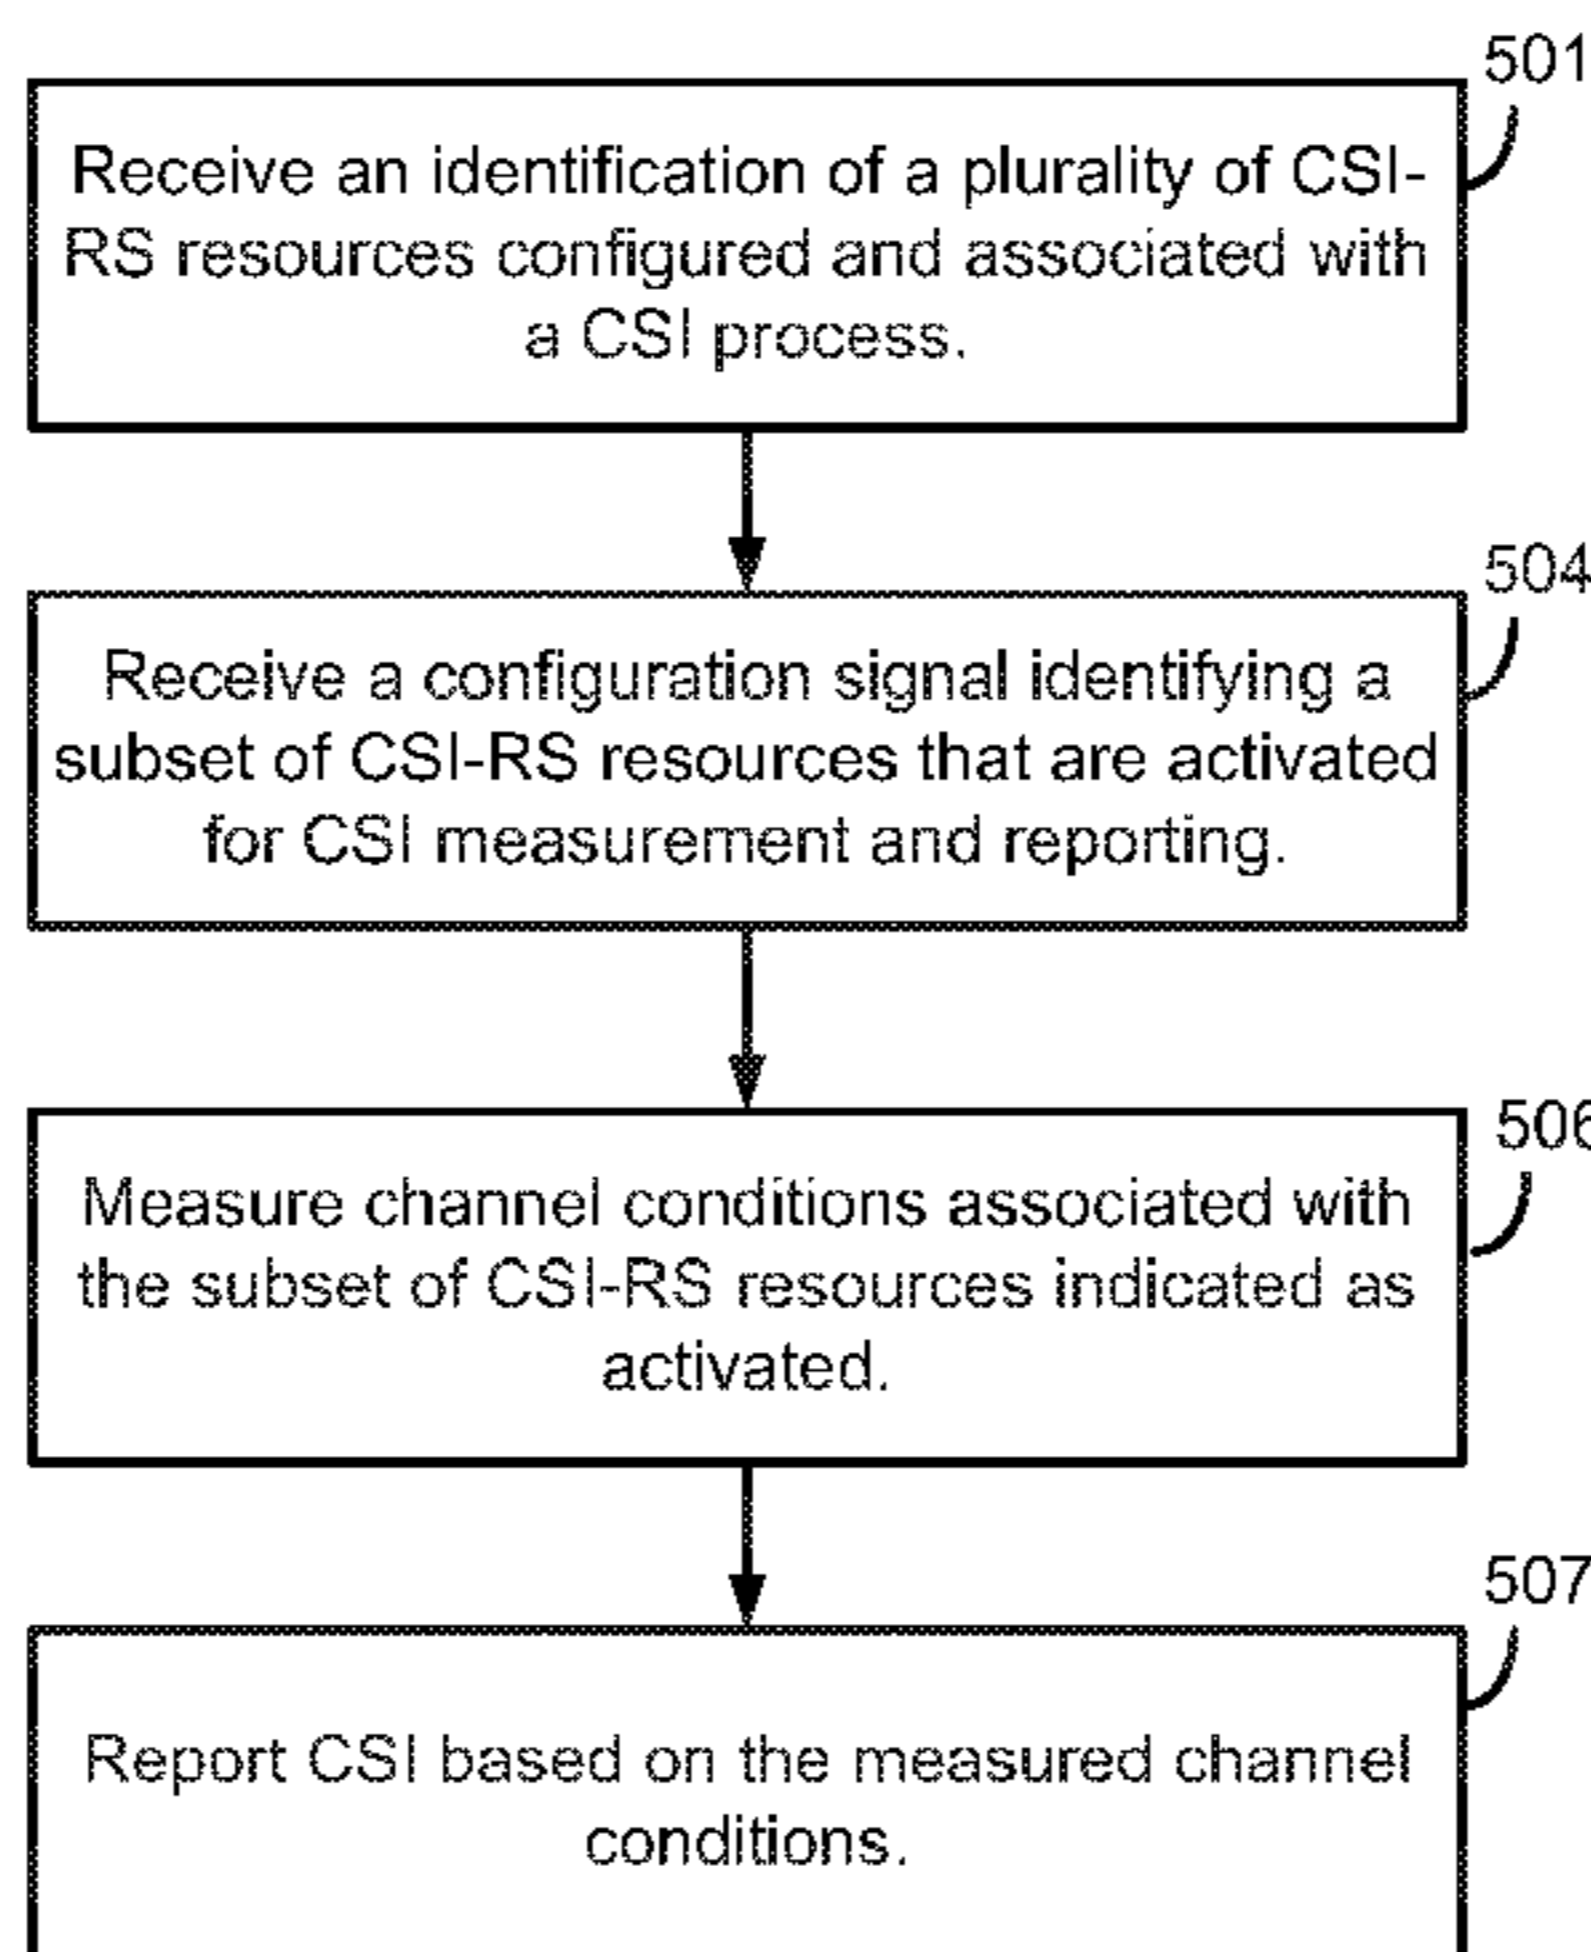 501
Receive an identification of a plurality of CSI-
RS resources configured and associated with
a CSI process.
504
Receive a configuration signal identifying a
subset of CSI-RS resources that are activated
for CSI measurement and reporting.
506
Measure channel conditions associated with
the subset of CSI-RS resources indicated as
activated.
507
Report CSI based on the measured channel
conditions.